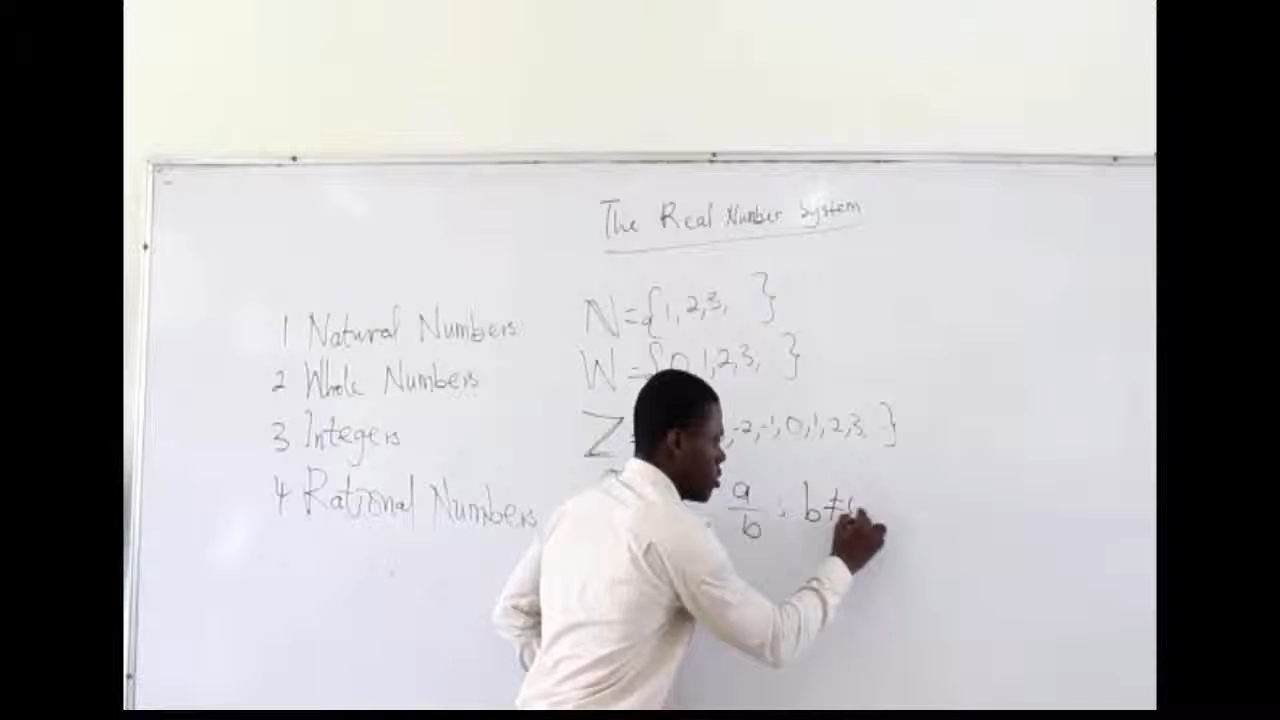 The Real Number System
1 Natural Numbers N={1,2,3, }
2 Whole Numbers W={0,1,2,3, }
3 Integers Z= ,-2,-1,0,1,2,3, }
4 Rational Numbers a/b ; b≠